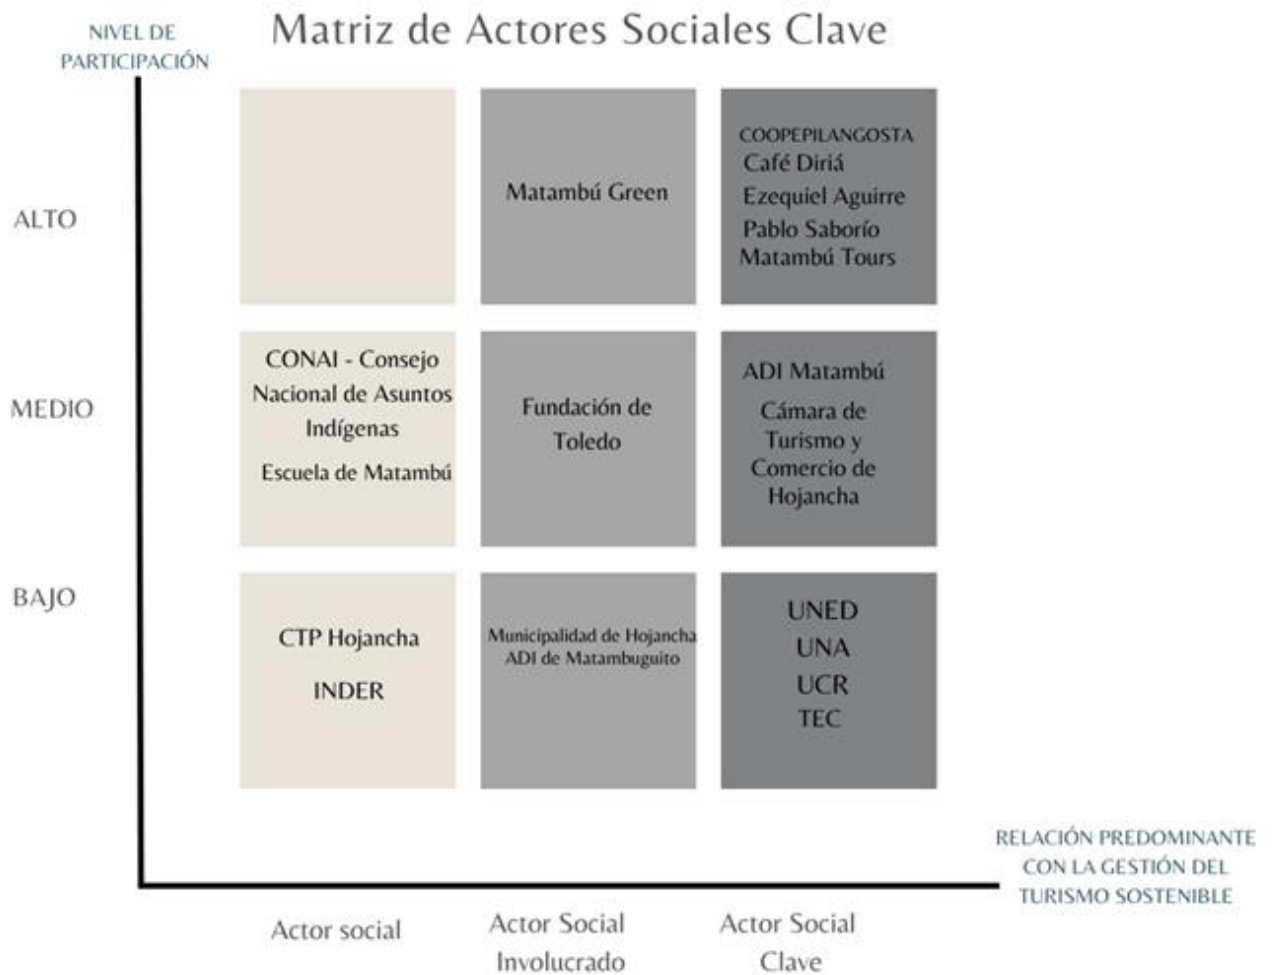 NIVEL DE
PARTICIPACIÓN
Matriz de Actores Sociales Clave
ALTO
Matambú Green
COOPEPILANGOSTA
Café Diriá
Ezequiel Aguirre
Pablo Saborío
Matambú Tours
MEDIO
CONAI - Consejo
Nacional de Asuntos
Indígenas
Escuela de Matambú
Fundación de
Toledo
ADI Matambú
Cámara de
Turismo y
Comercio de
Hojancha
BAJO
CTP Hojancha
INDER
Municipalidad de Hojancha
ADI de Matambuguito
UNED
UNA
UCR
TEC
RELACIÓN PREDOMINANTE
CON LA GESTIÓN DEL
TURISMO SOSTENIBLE
Actor social
Actor Social
Involucrado
Actor Social
Clave